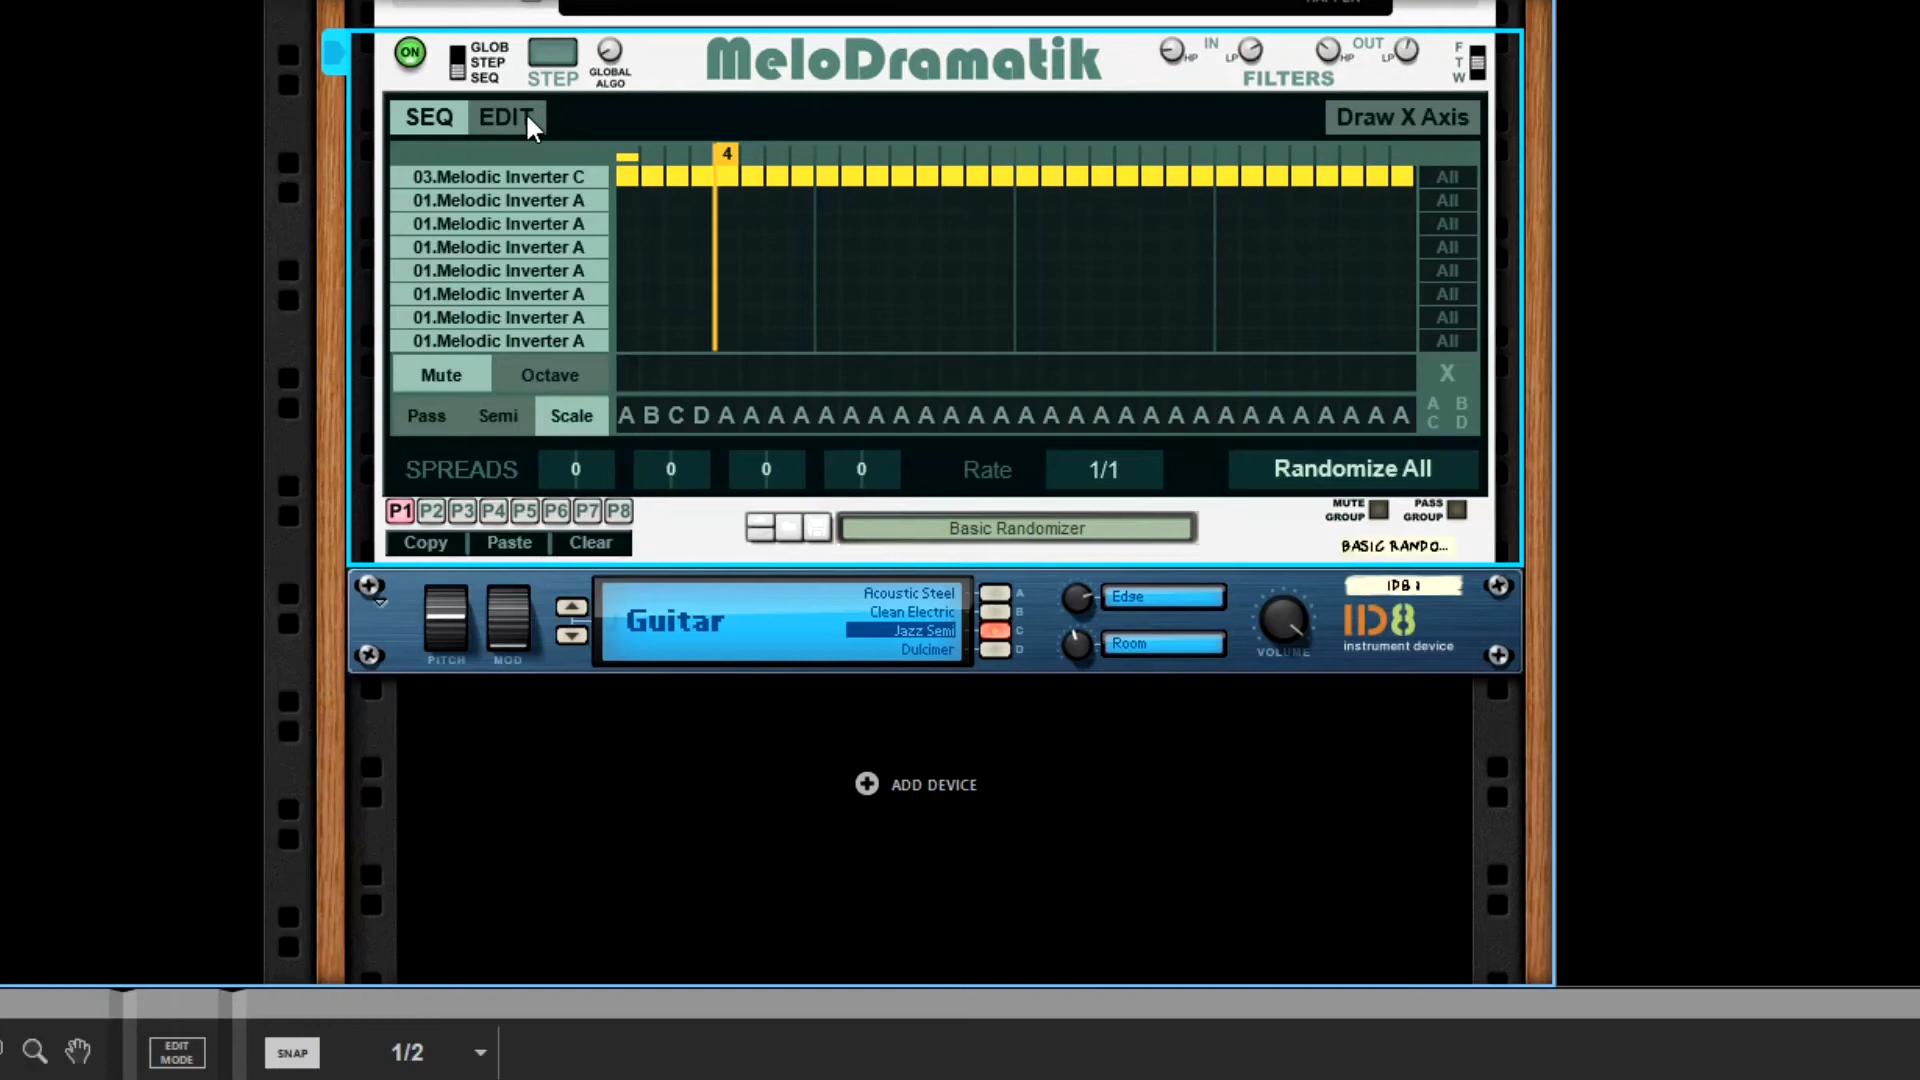 ON
GLOB
STEP
SEQ
STEP
GLOBAL
ALGO
MeloDramatik
HP
IN
LP
HP
OUT
LP
FILTERS
F
T
W
SEQ EDIT
Draw X Axis
4
03.Melodic Inverter C All
01.Melodic Inverter A All
01.Melodic Inverter A All
01.Melodic Inverter A All
01.Melodic Inverter A All
01.Melodic Inverter A All
01.Melodic Inverter A All
01.Melodic Inverter A All
Mute Octave X
Pass Semi Scale A B C D A A A A A A A A A A A A A A A A A A A A A A A A A A A A
A B
C D
SPREADS 0 0 0 0 Rate 1/1 Randomize All
P1 P2 P3 P4 P5 P6 P7 P8
Copy Paste Clear
Basic Randomizer
MUTE
GROUP
PASS
GROUP
BASIC RANDO...
PITCH
MOD
Guitar
Acoustic Steel A
Clean Electric B
Jazz Semi C
Dulcimer D
Edge
Room
VOLUME
ID8 1
ID8
instrument device
ADD DEVICE
EDIT
MODE
SNAP
1/2